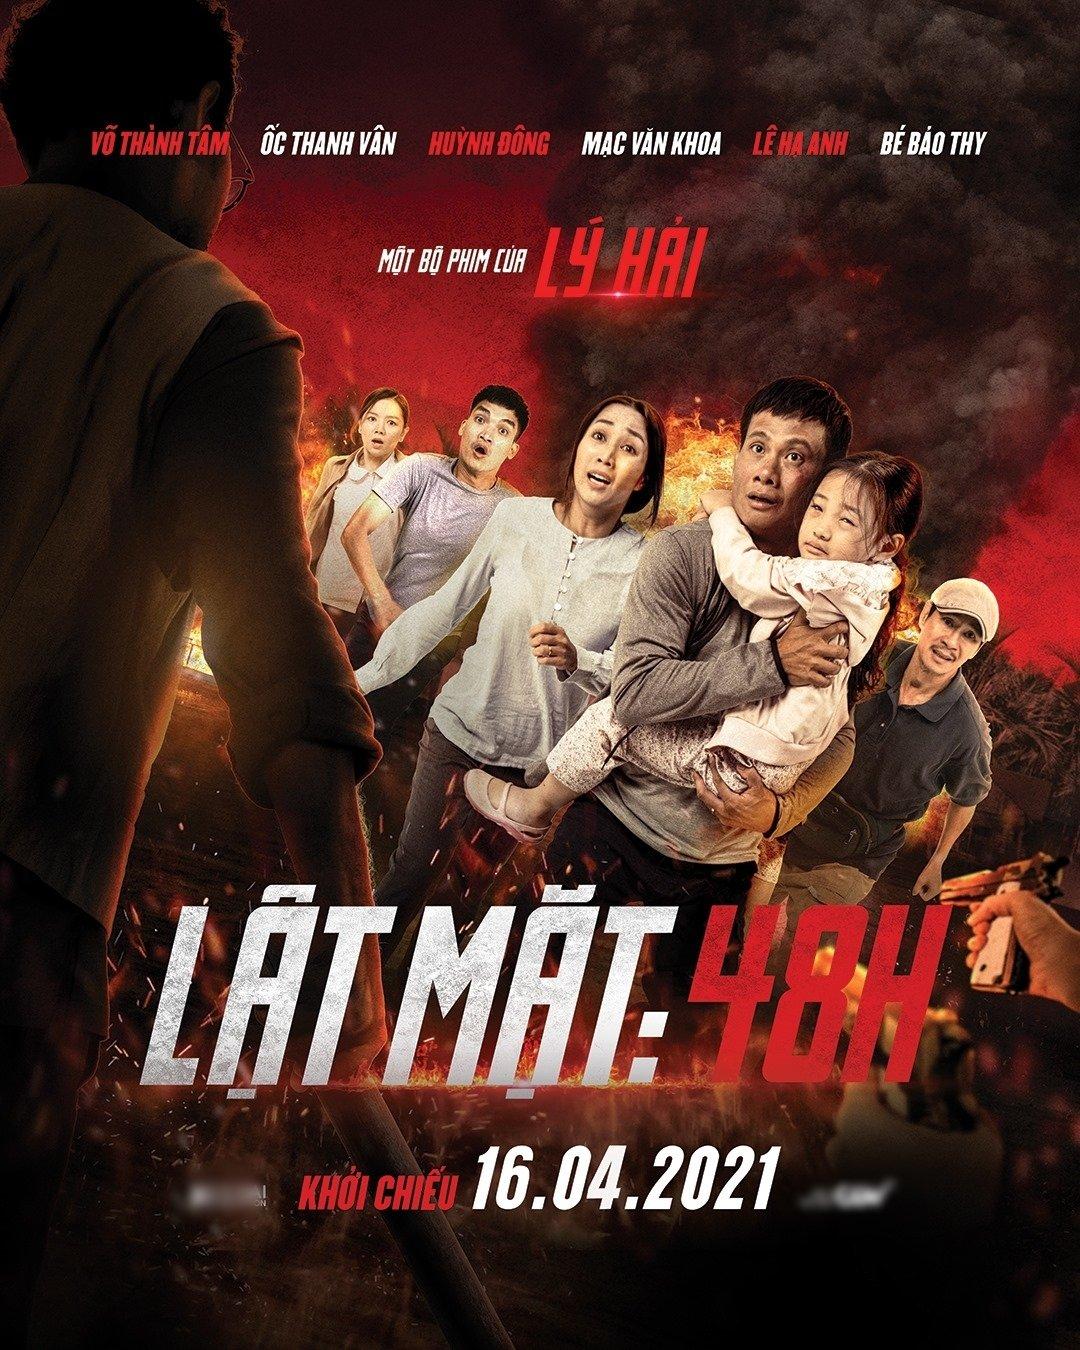 VÕ THÀNH TÂM ỐC THANH VÂN HUỲNH ĐÔNG MẠC VĂN KHOA LÊ HẠ ANH BÉ BẢO THY
MỘT BỘ PHIM CỦA LÝ HẢI
LẬT MẶT: 48H
KHỞI CHIẾU 16.04.2021